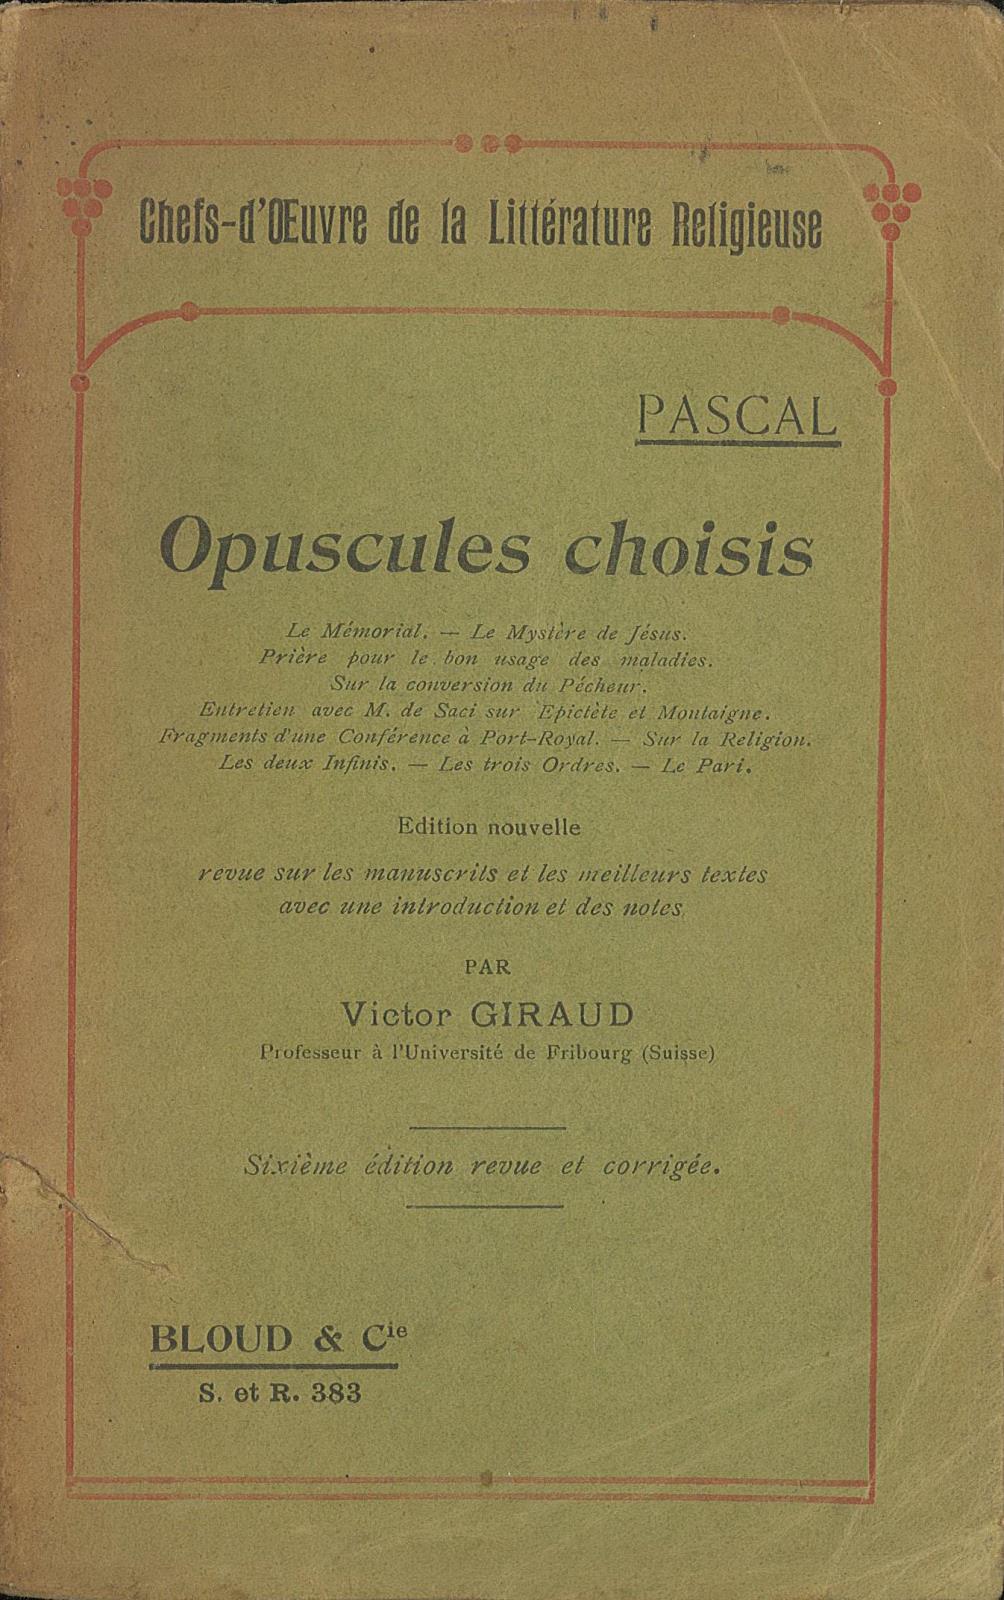 Chefs-d'Œuvre de la Littérature Religieuse
PASCAL
Opuscules choisis
Le Mémorial. — Le Mystère de Jésus.
Prière pour le bon usage des maladies.
Sur la conversion du Pécheur.
Entretien avec M. de Saci sur Epictète et Montaigne.
Fragments d'une Conférence à Port-Royal. — Sur la Religion.
Les deux Infinis. — Les trois Ordres. — Le Pari.
Edition nouvelle
revue sur les manuscrits et les meilleurs textes
avec une introduction et des notes
PAR
Victor GIRAUD
Professeur à l'Université de Fribourg (Suisse)
Sixième édition revue et corrigée.
BLOUD & Cie
S. et R. 383